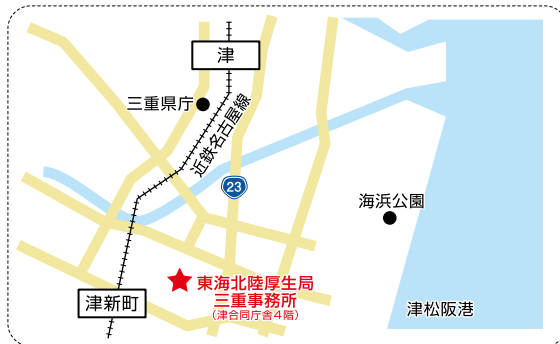 津
三重県庁
近鉄名古屋線
23
海浜公園
東海北陸厚生局
三重事務所
(津合同庁舎4階)
津新町
津松阪港